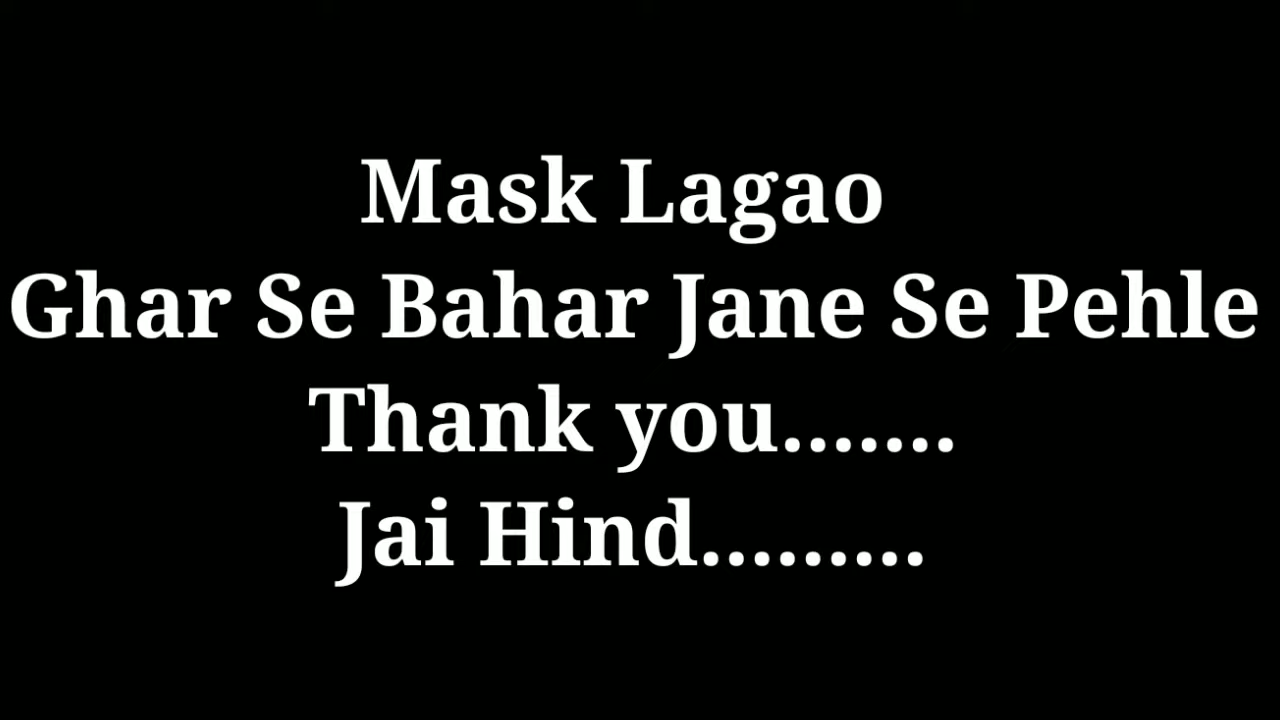 Mask Lagao
Ghar Se Bahar Jane Se Pehle
Thank you.......
Jai Hind.........